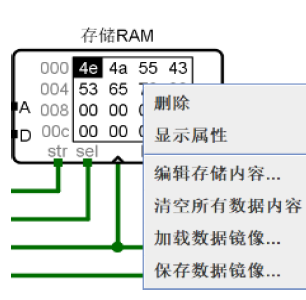 存储RAM
000 4e 4a 55 43
004 53 65
A 008 00 00
D 00c 00 00
str sel
删除
显示属性
编辑存储内容...
清空所有数据内容
加载数据镜像...
保存数据镜像...